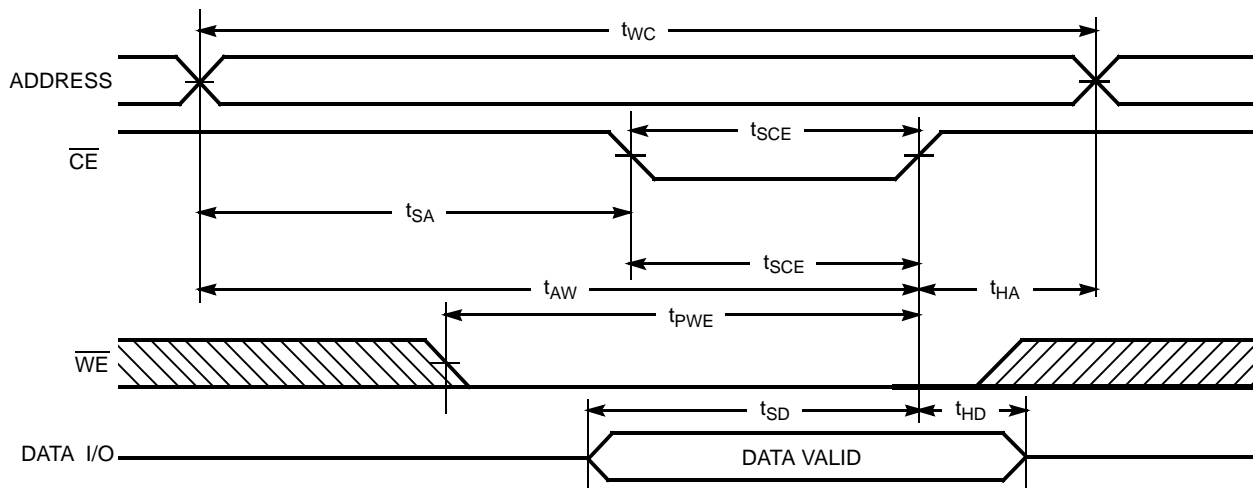 tWC
ADDRESS
tSCE
CE
tSA
tSCE
tAW
tHA
tPWE
WE
tSD
tHD
DATA I/O
DATA VALID